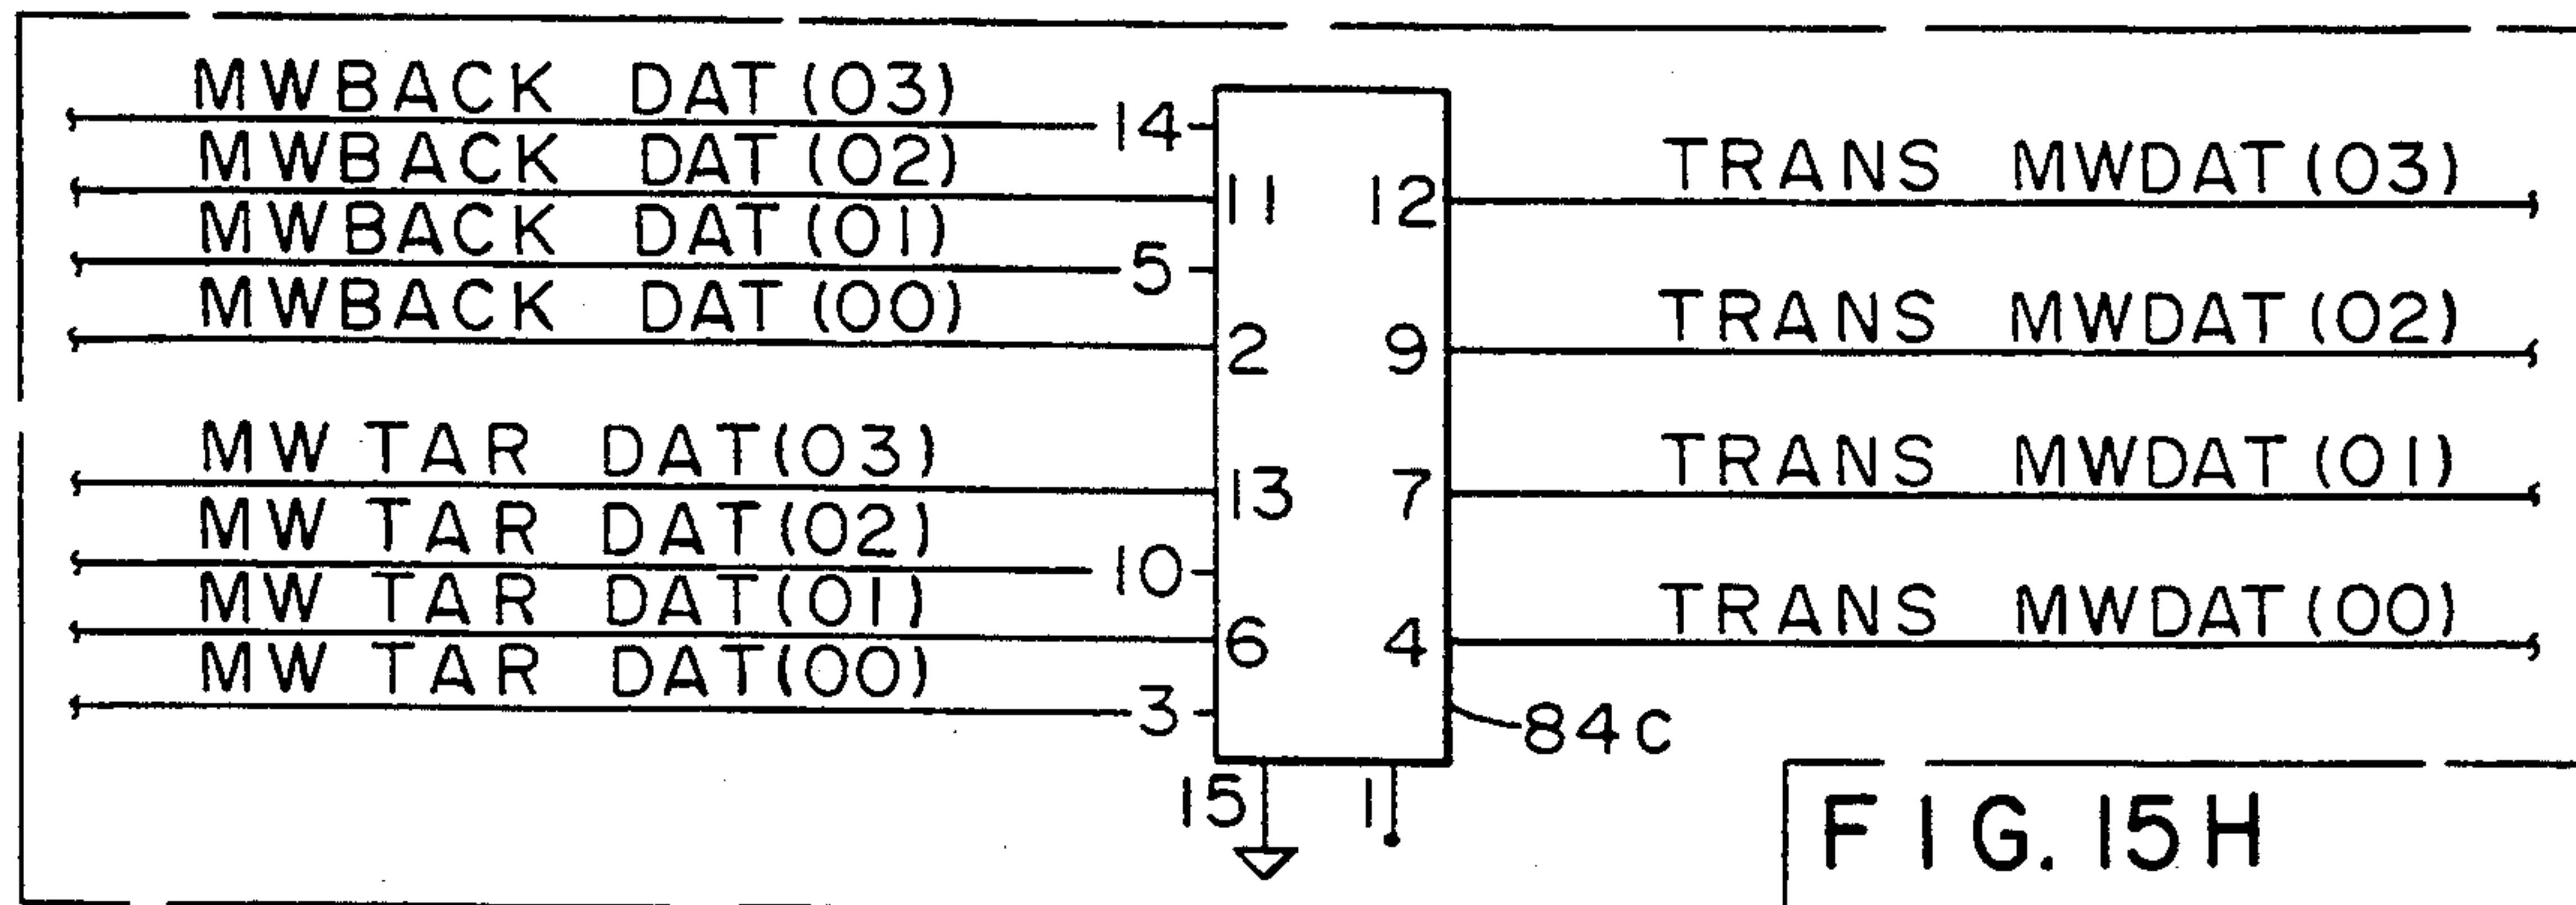 MWBACK DAT(03)
14
MWBACK DAT(02)
11
12
TRANS MWDAT(03)
MWBACK DAT(01)
5
MWBACK DAT(00)
2
9
TRANS MWDAT(02)
MW TAR DAT(03)
13
7
TRANS MWDAT(01)
MW TAR DAT(02)
10
MW TAR DAT(01)
6
4
TRANS MWDAT(00)
MW TAR DAT(00)
3
84C
15
1
FIG. 15H